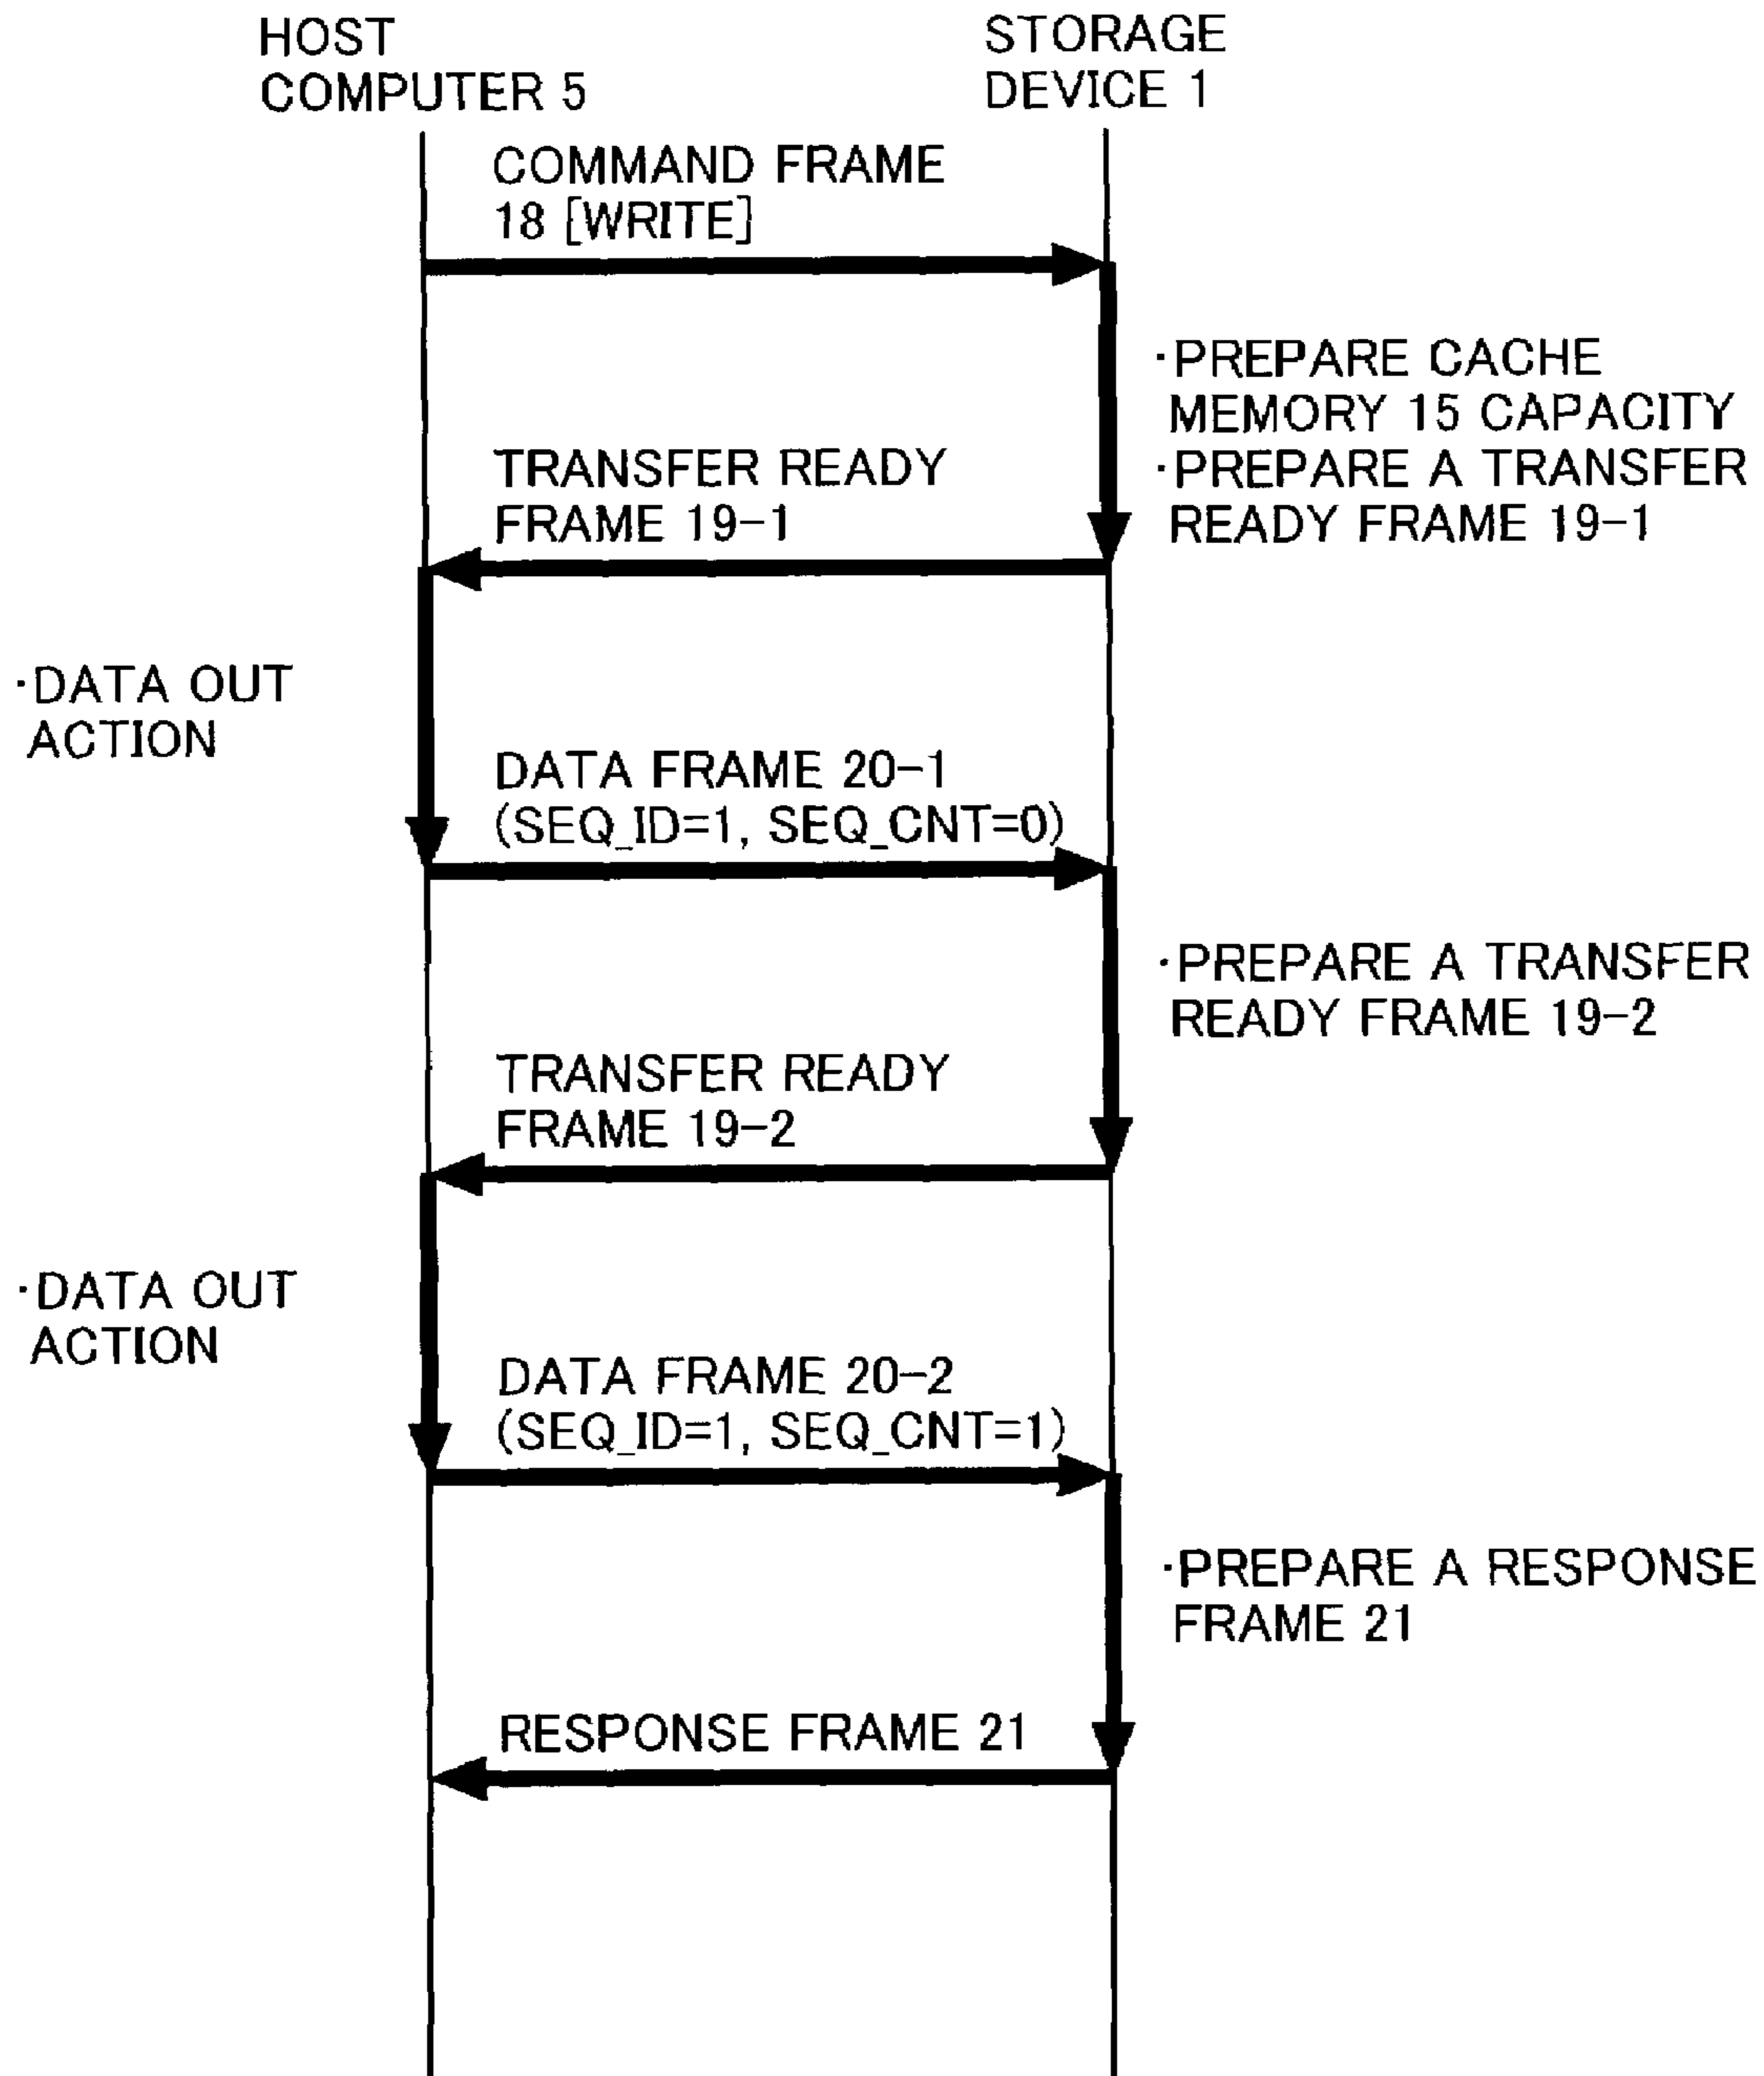 HOST
COMPUTER 5
STORAGE
DEVICE 1
COMMAND FRAME
18 [WRITE]
·PREPARE CACHE
MEMORY 15 CAPACITY
·PREPARE A TRANSFER
READY FRAME 19-1
TRANSFER READY
FRAME 19-1
·DATA OUT
ACTION
DATA FRAME 20-1
(SEQ_ID=1, SEQ_CNT=0)
·PREPARE A TRANSFER
READY FRAME 19-2
TRANSFER READY
FRAME 19-2
·DATA OUT
ACTION
DATA FRAME 20-2
(SEQ_ID=1, SEQ_CNT=1)
·PREPARE A RESPONSE
FRAME 21
RESPONSE FRAME 21